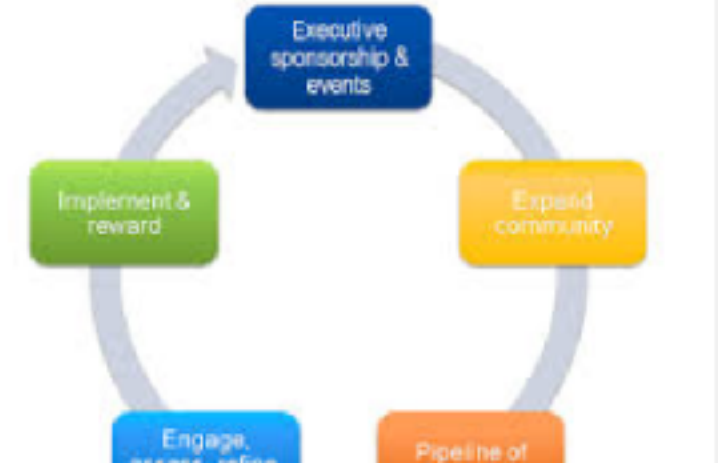 Executive
sponsorship &
events
Expand
community
Pipeline of
Engage,
Implement &
reward